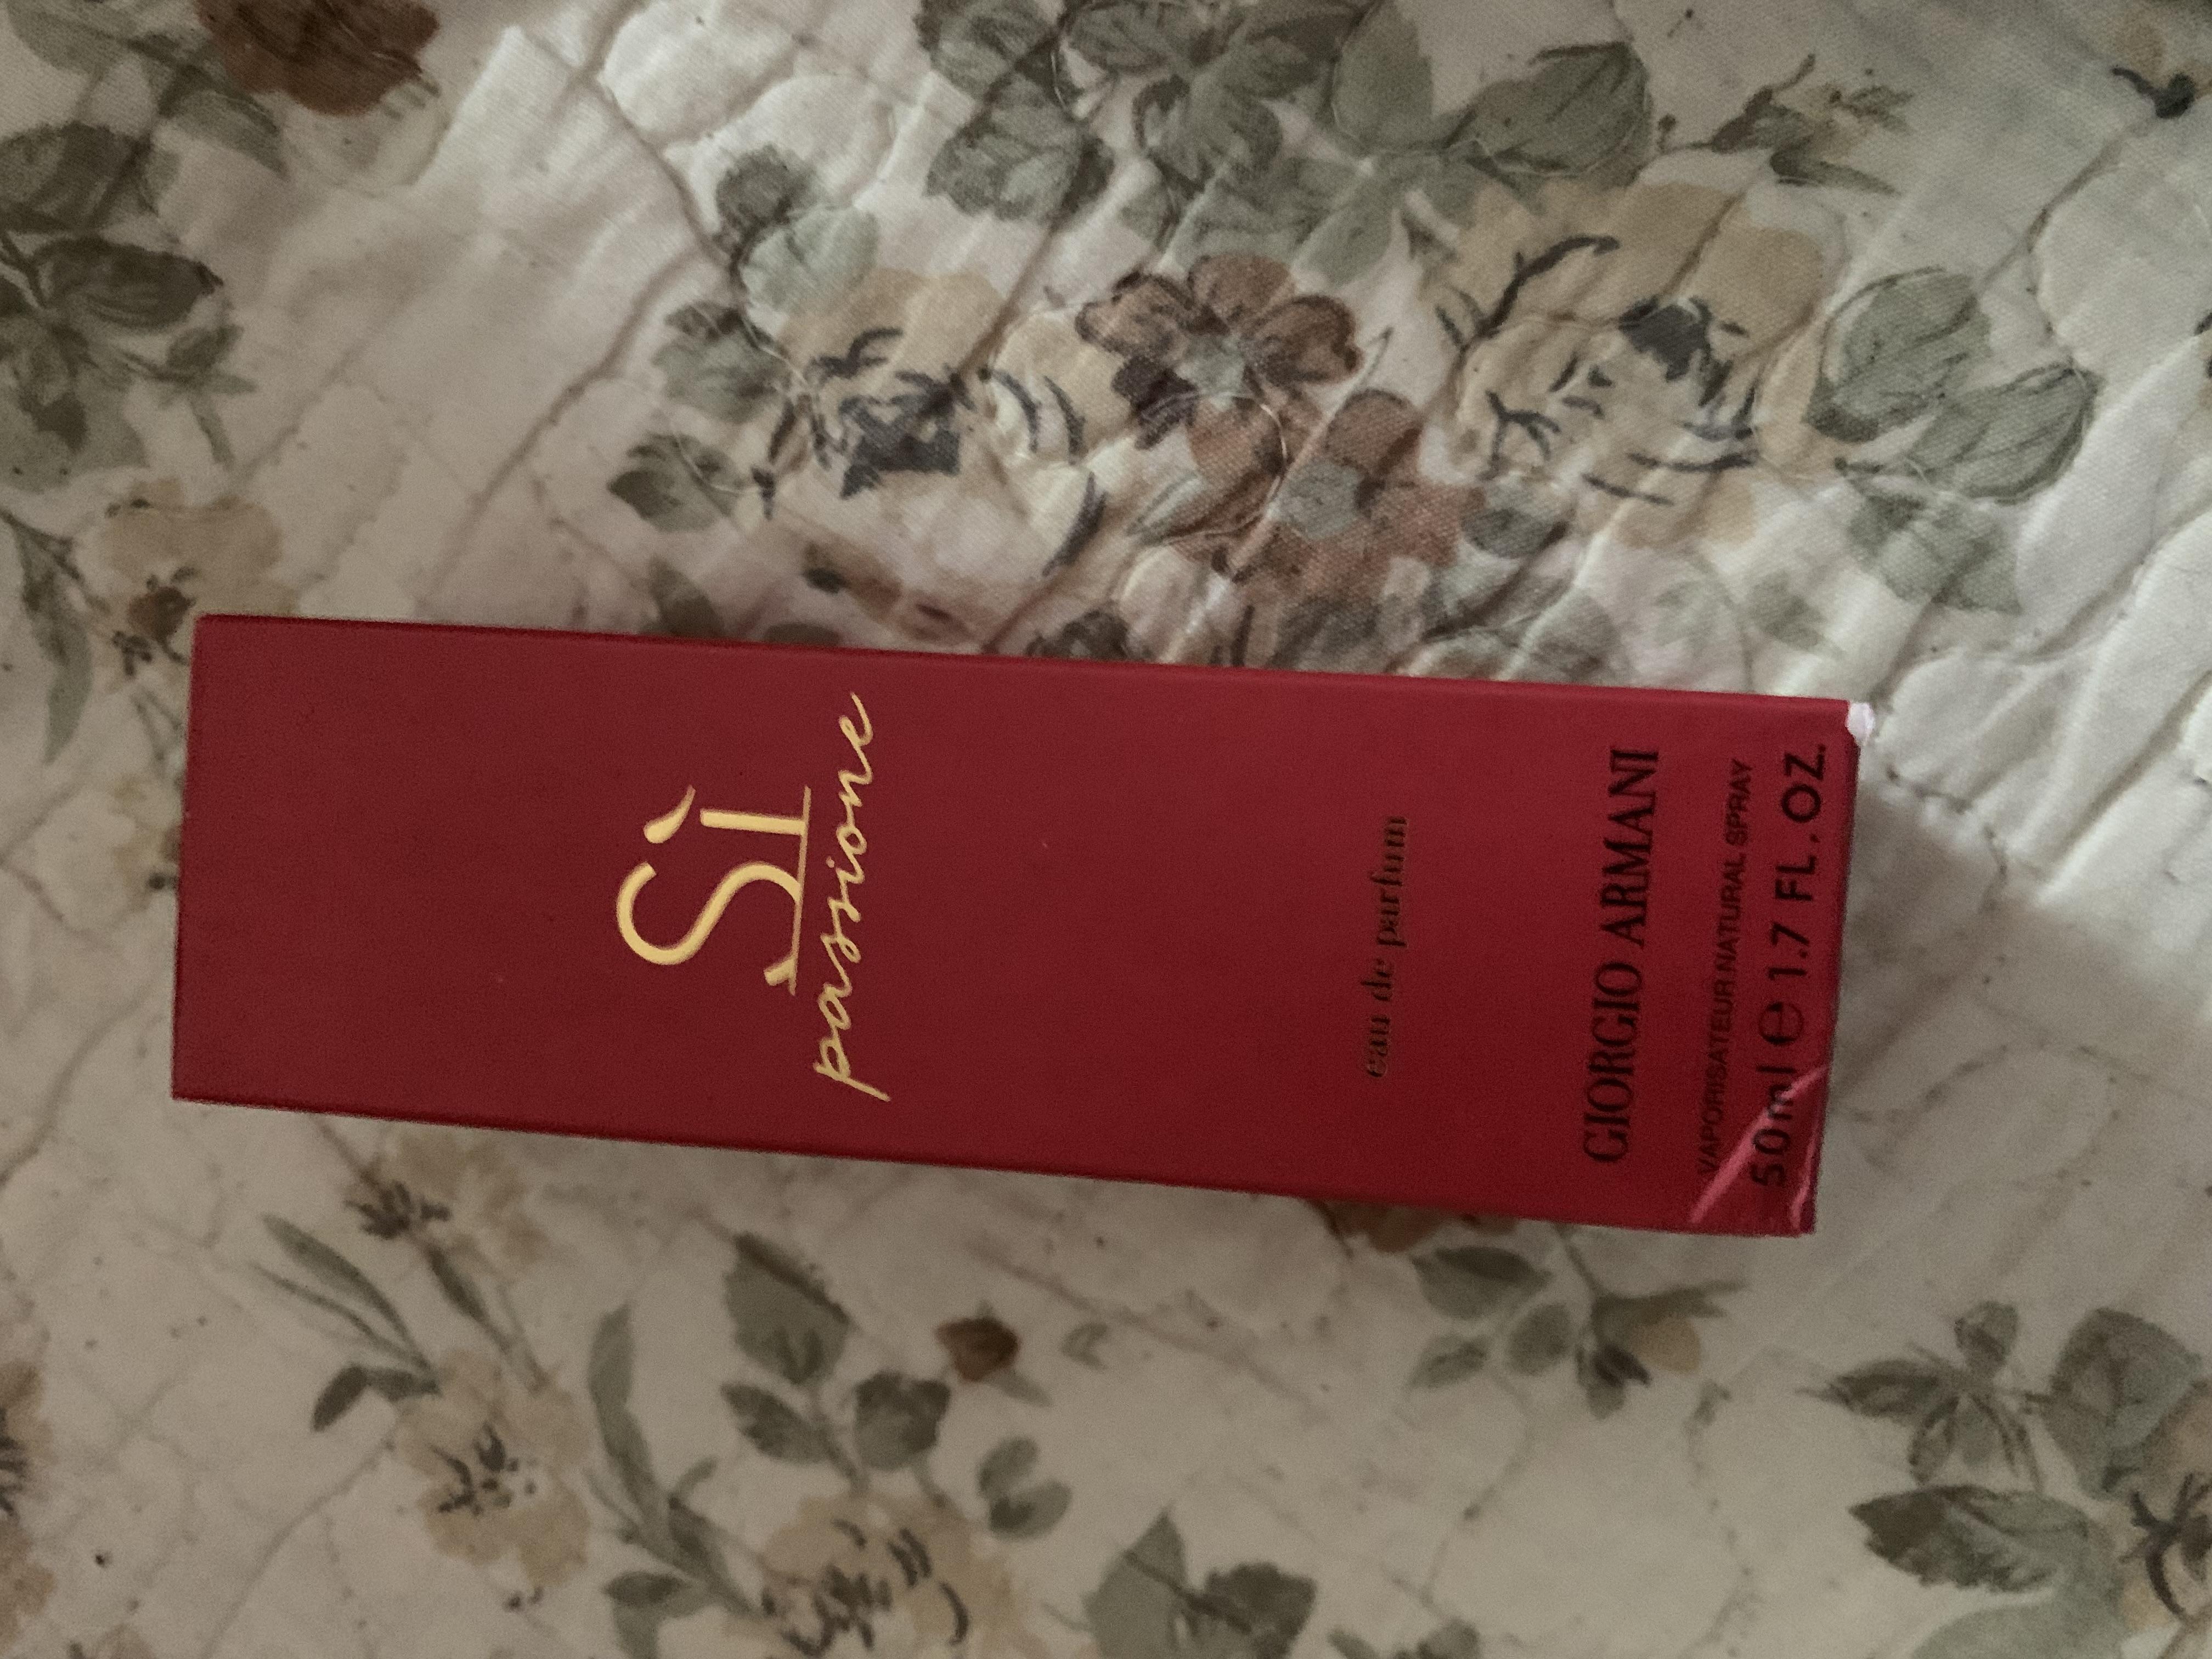 Sì
passione
eau de parfum
GIORGIO ARMANI
VAPORISATEUR NATURAL SPRAY
50ml ℮ 1.7 FL.OZ.